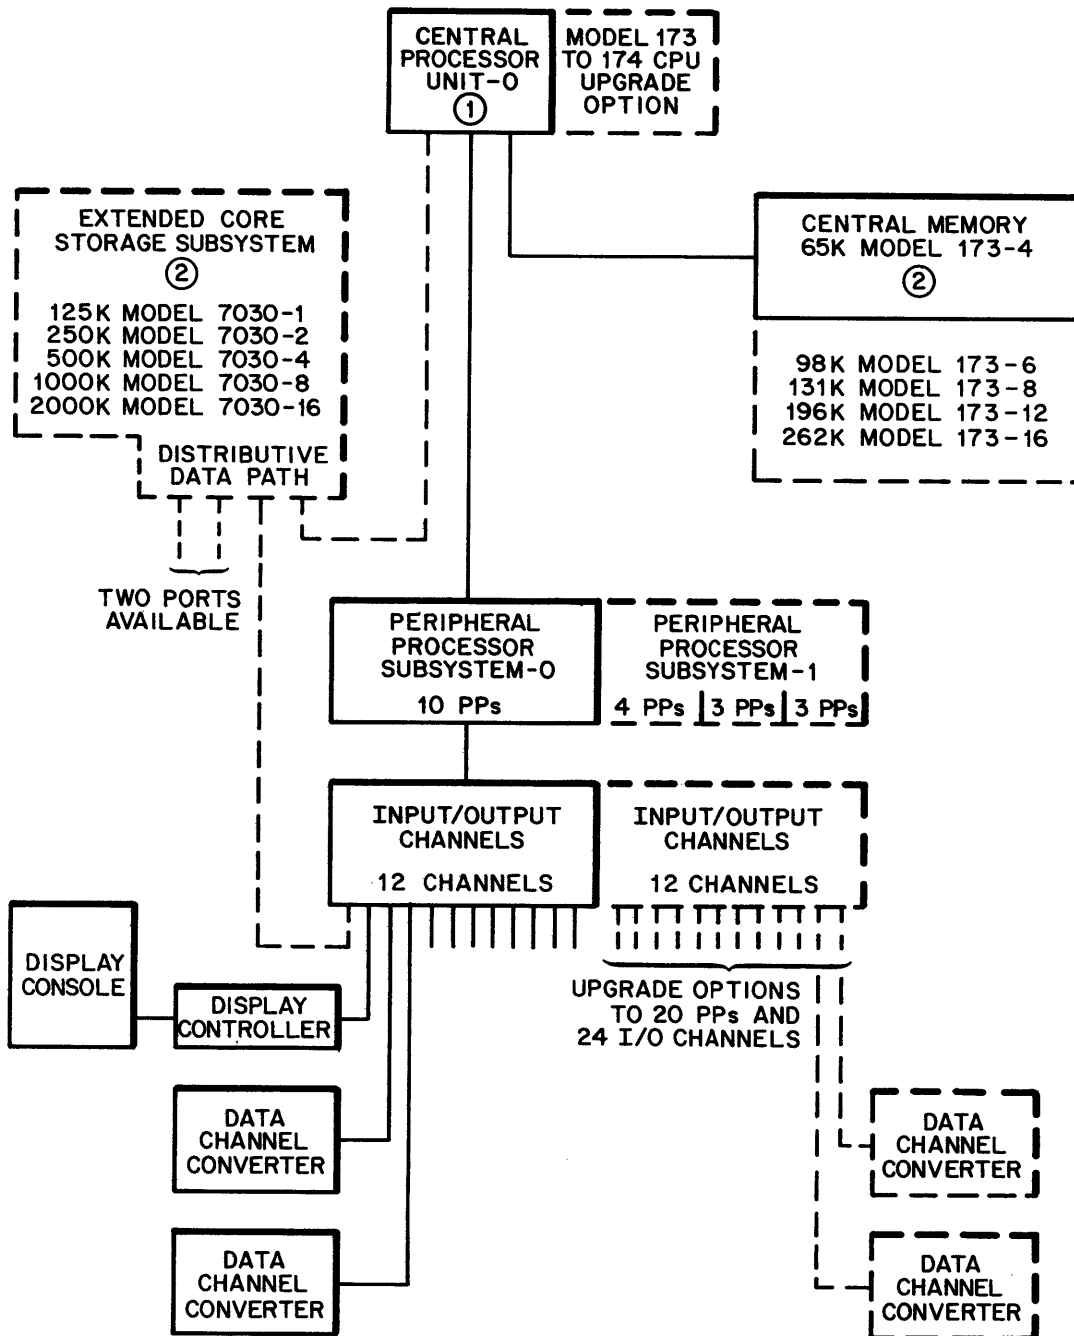 CENTRAL
PROCESSOR
UNIT-0
1
MODEL 173
TO 174 CPU
UPGRADE
OPTION
EXTENDED CORE
STORAGE SUBSYSTEM
2
125K MODEL 7030-1
250K MODEL 7030-2
500K MODEL 7030-4
1000K MODEL 7030-8
2000K MODEL 7030-16
DISTRIBUTIVE
DATA PATH
TWO PORTS
AVAILABLE
CENTRAL MEMORY
65K MODEL 173-4
2
98K MODEL 173-6
131K MODEL 173-8
196K MODEL 173-12
262K MODEL 173-16
PERIPHERAL
PROCESSOR
SUBSYSTEM-0
10 PPs
PERIPHERAL
PROCESSOR
SUBSYSTEM-1
4 PPs 3 PPs 3 PPs
INPUT/OUTPUT
CHANNELS
12 CHANNELS
INPUT/OUTPUT
CHANNELS
12 CHANNELS
UPGRADE OPTIONS
TO 20 PPs AND
24 I/O CHANNELS
DISPLAY
CONSOLE
DISPLAY
CONTROLLER
DATA
CHANNEL
CONVERTER
DATA
CHANNEL
CONVERTER
DATA
CHANNEL
CONVERTER
DATA
CHANNEL
CONVERTER